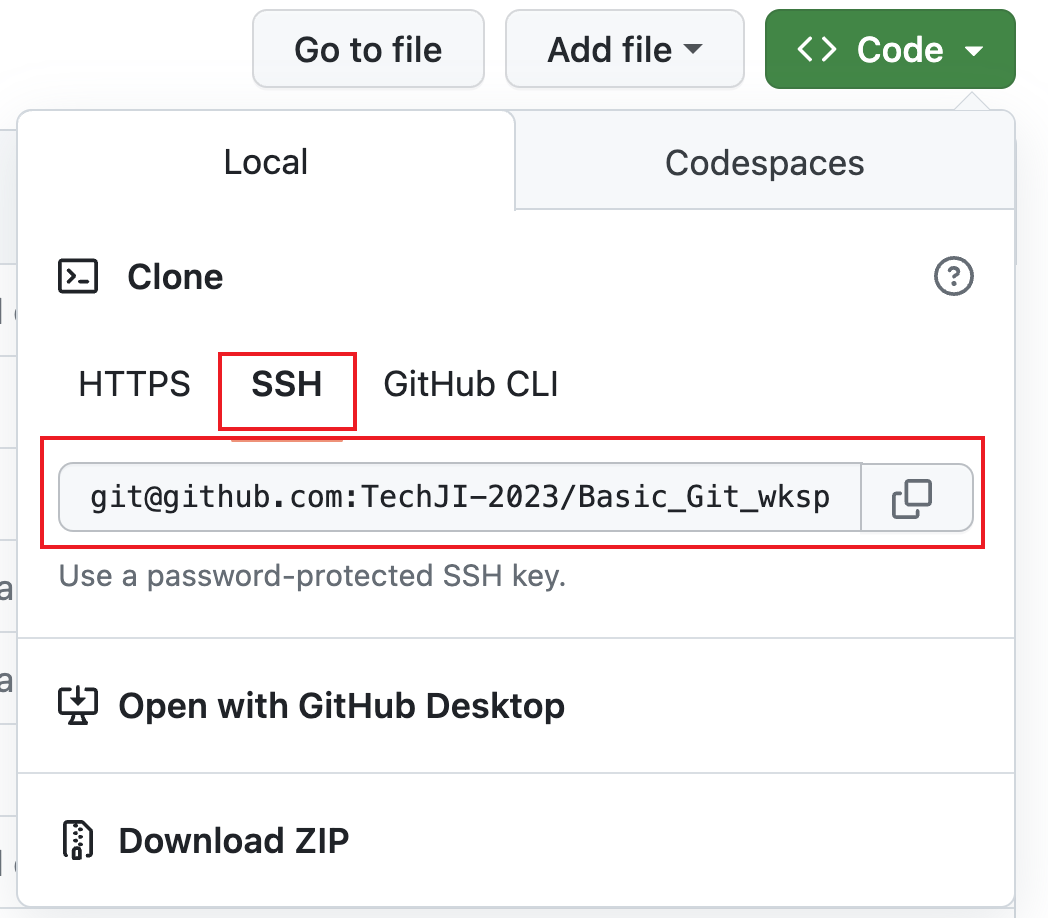 Go to file
Add file
Code
Local
Codespaces
Clone
HTTPS
SSH
GitHub CLI
git@github.com:TechJI-2023/Basic_Git_wksp
Use a password-protected SSH key.
Open with GitHub Desktop
Download ZIP